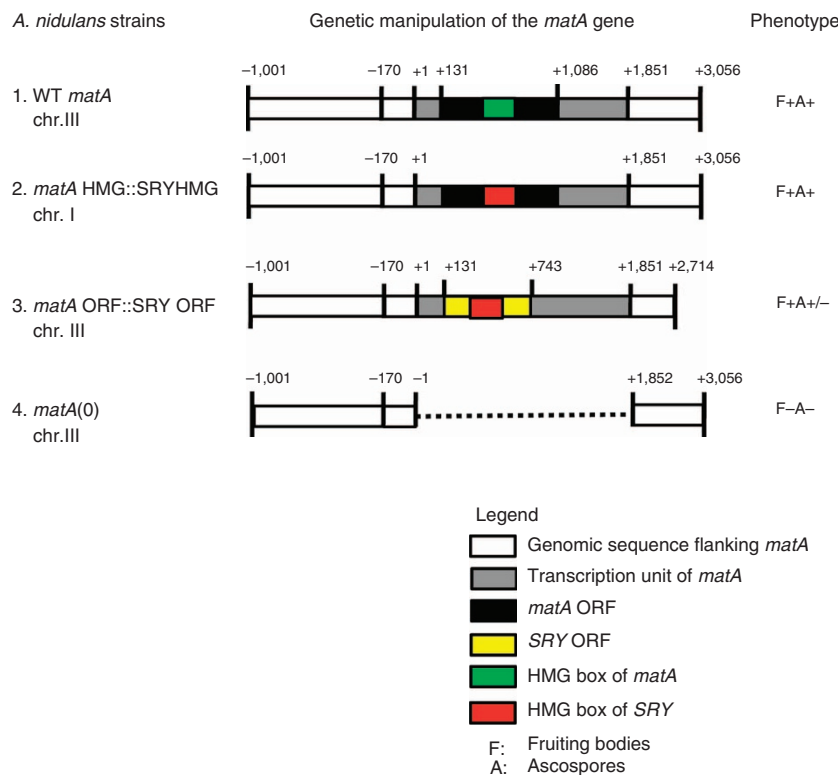 A. nidulans strains Genetic manipulation of the matA gene Phenotype
–1,001 –170 +1 +131 +1,086 +1,851 +3,056
1. WT matA
chr.III
F+A+
–1,001 –170 +1 +1,851 +3,056
2. matA HMG::SRYHMG
chr. I
F+A+
–1,001 –170 +1 +131 +743 +1,851 +2,714
3. matA ORF::SRY ORF
chr. III
F+A+/–
–1,001 –170 –1 +1,852 +3,056
4. matA(0)
chr.III
F–A–
Legend
Genomic sequence flanking matA
Transcription unit of matA
matA ORF
SRY ORF
HMG box of matA
HMG box of SRY
F: Fruiting bodies
A: Ascospores